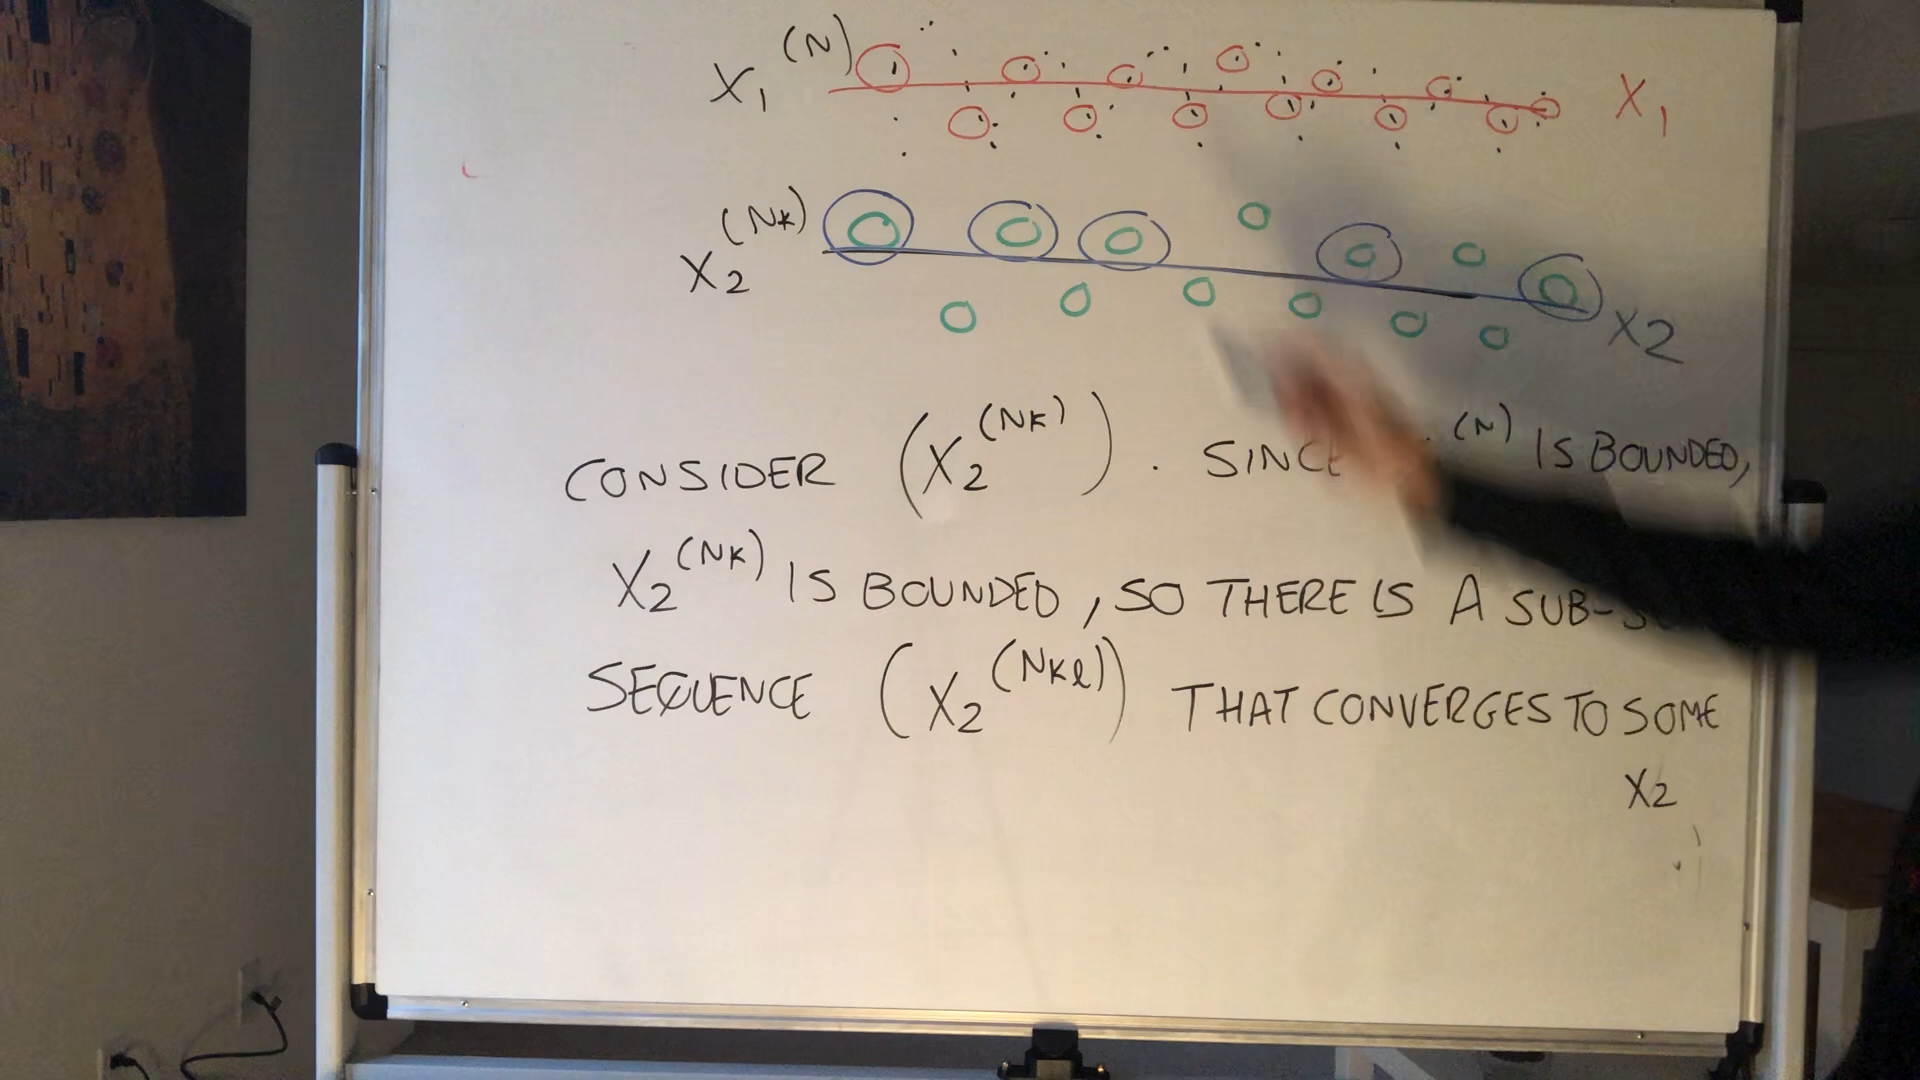 X₁⁽ᴺ⁾ X₁
X₂⁽ᴺᴷ⁾ X₂
CONSIDER (X₂⁽ᴺᴷ⁾). SINCE ⁽ᴺ⁾ IS BOUNDED,
X₂⁽ᴺᴷ⁾ IS BOUNDED, SO THERE IS A SUB-
SEQUENCE (X₂⁽ᴺᴷˡ⁾) THAT CONVERGES TO SOME
X₂